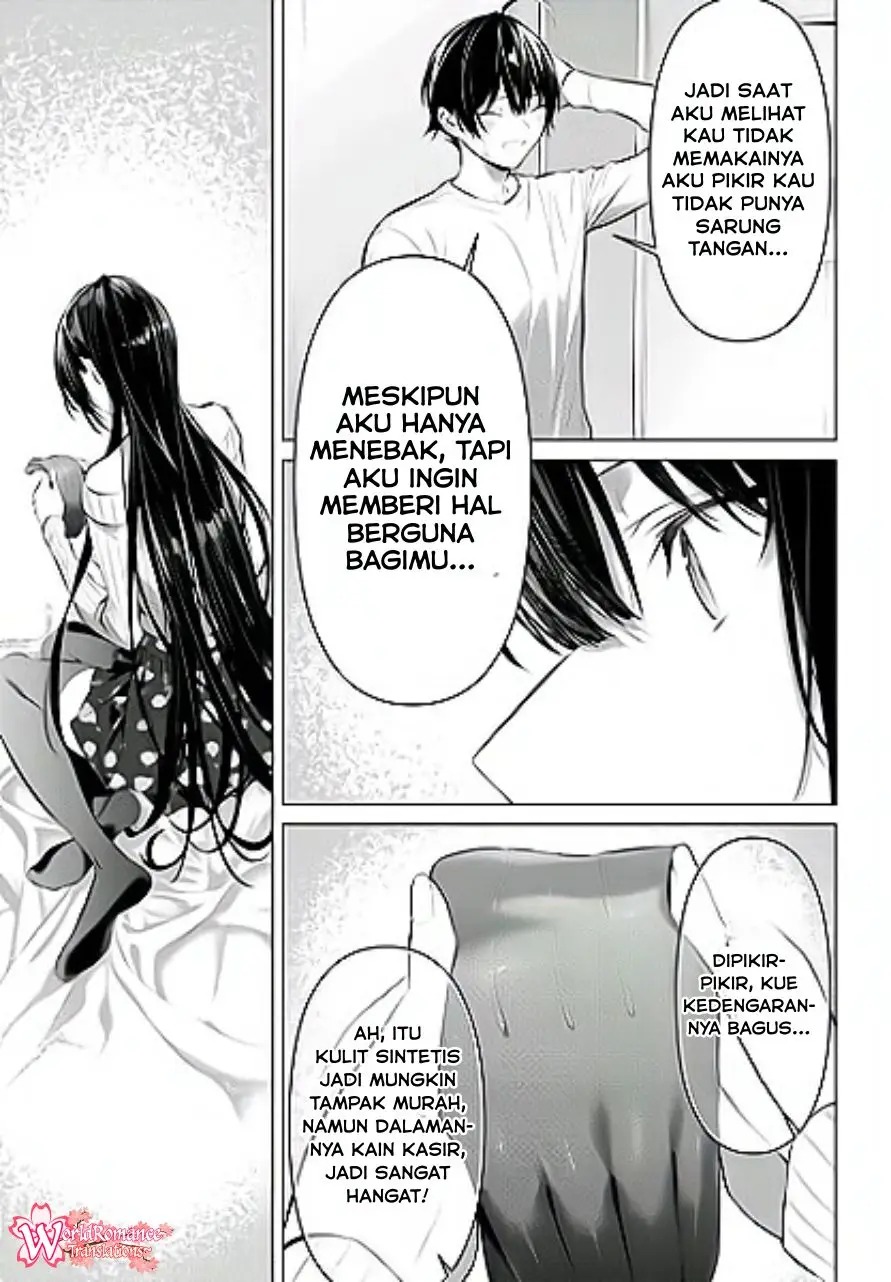 JADI SAAT
AKU MELIHAT
KAU TIDAK
MEMAKAINYA
AKU PIKIR KAU
TIDAK PUNYA
SARUNG
TANGAN...
MESKIPUN
AKU HANYA
MENEBAK, TAPI
AKU INGIN
MEMBERI HAL
BERGUNA
BAGIMU...
DIPIKIR-
PIKIR, KUE
KEDENGARAN-
NYA BAGUS...
AH, ITU
KULIT SINTETIS
JADI MUNGKIN
TAMPAK MURAH,
NAMUN DALAMAN-
NYA KAIN KASIR,
JADI SANGAT
HANGAT!
WorldRomance
Translations